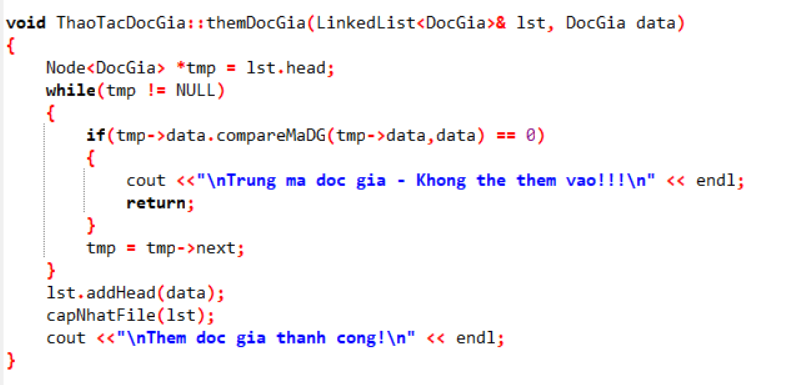 void ThaoTacDocGia::themDocGia(LinkedList<DocGia>& lst, DocGia data)
{
    Node<DocGia> *tmp = lst.head;
    while(tmp != NULL)
    {
        if(tmp->data.compareMaDG(tmp->data,data) == 0)
        {
            cout <<"\nTrung ma doc gia - Khong the them vao!!!\n" << endl;
            return;
        }
        tmp = tmp->next;
    }
    lst.addHead(data);
    capNhatFile(lst);
    cout <<"\nThem doc gia thanh cong!\n" << endl;
}